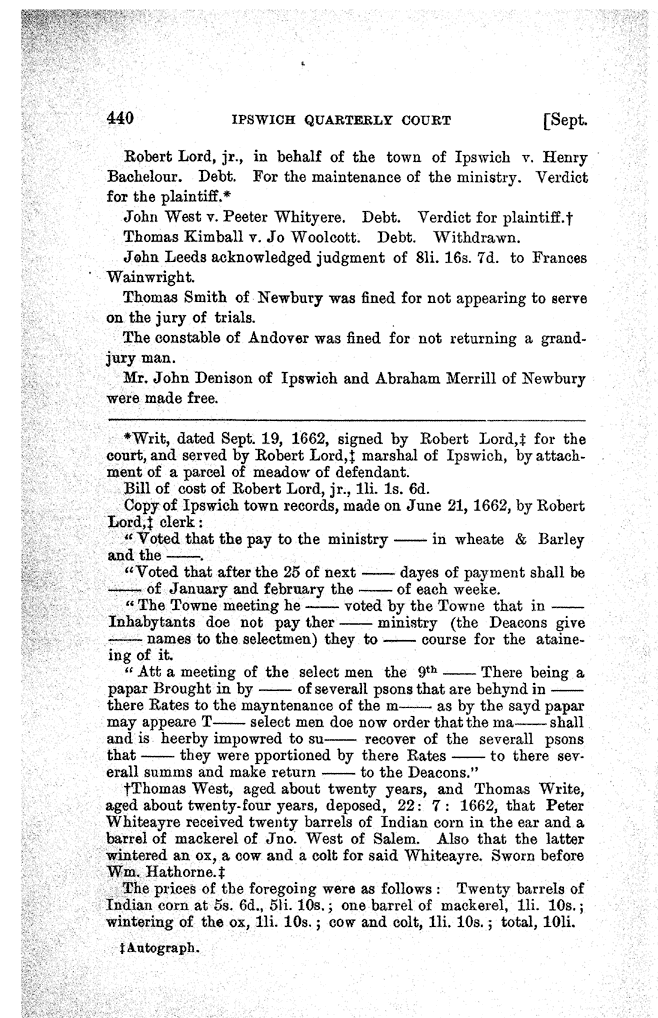 440 IPSWICH QUARTERLY COURT [Sept.
Robert Lord, jr., in behalf of the town of Ipswich v. Henry
Bachelour. Debt. For the maintenance of the ministry. Verdict
for the plaintiff.*
John West v. Peeter Whityere. Debt. Verdict for plaintiff.†
Thomas Kimball v. Jo Woolcott. Debt. Withdrawn.
John Leeds acknowledged judgment of 8li. 16s. 7d. to Frances
Wainwright.
Thomas Smith of Newbury was fined for not appearing to serve
on the jury of trials.
The constable of Andover was fined for not returning a grand-
jury man.
Mr. John Denison of Ipswich and Abraham Merrill of Newbury
were made free.
*Writ, dated Sept. 19, 1662, signed by Robert Lord,‡ for the
court, and served by Robert Lord,‡ marshal of Ipswich, by attach-
ment of a parcel of meadow of defendant.
Bill of cost of Robert Lord, jr., 1li. 1s. 6d.
Copy of Ipswich town records, made on June 21, 1662, by Robert
Lord,‡ clerk:
"Voted that the pay to the ministry —— in wheate & Barley
and the ——.
"Voted that after the 25 of next —— dayes of payment shall be
—— of January and february the —— of each weeke.
"The Towne meeting he —— voted by the Towne that in ——
Inhabytants doe not pay ther —— ministry (the Deacons give
—— names to the selectmen) they to —— course for the ataine-
ing of it.
"Att a meeting of the select men the 9th —— There being a
papar Brought in by —— of severall psons that are behynd in ——
there Rates to the mayntenance of the m—— as by the sayd papar
may appeare T—— select men doe now order that the ma—— shall
and is heerby impowred to su—— recover of the severall psons
that —— they were pportioned by there Rates —— to there sev-
erall summs and make return —— to the Deacons."
†Thomas West, aged about twenty years, and Thomas Write,
aged about twenty-four years, deposed, 22: 7: 1662, that Peter
Whiteayre received twenty barrels of Indian corn in the ear and a
barrel of mackerel of Jno. West of Salem. Also that the latter
wintered an ox, a cow and a colt for said Whiteayre. Sworn before
Wm. Hathorne.‡
The prices of the foregoing were as follows: Twenty barrels of
Indian corn at 5s. 6d., 5li. 10s.; one barrel of mackerel, 1li. 10s.;
wintering of the ox, 1li. 10s.; cow and colt, 1li. 10s.; total, 10li.
‡Autograph.